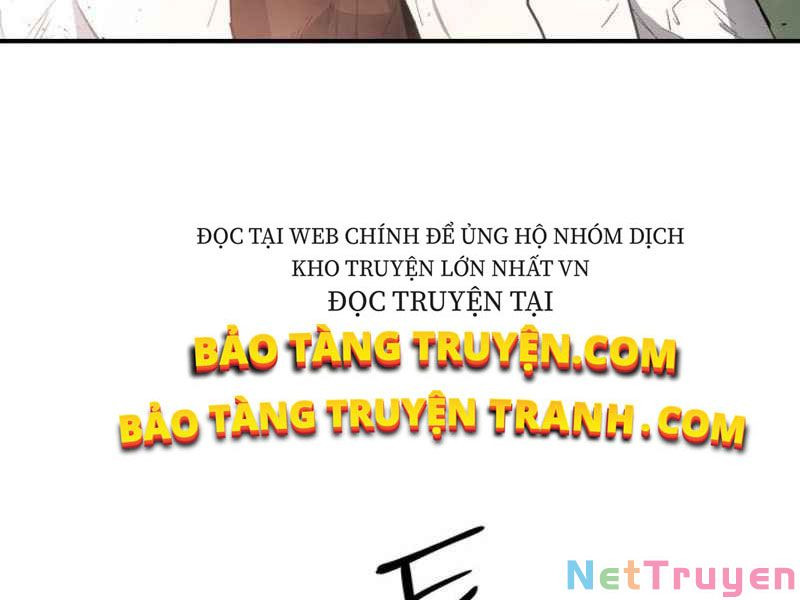 ĐỌC TẠI WEB CHÍNH ĐỂ ỦNG HỘ NHÓM DỊCH
KHO TRUYỆN LỚN NHẤT VN
ĐỌC TRUYỆN TẠI
BẢO TÀNG TRUYỆN.COM
BẢO TÀNG TRUYỆN TRANH.COM
NetTruyen